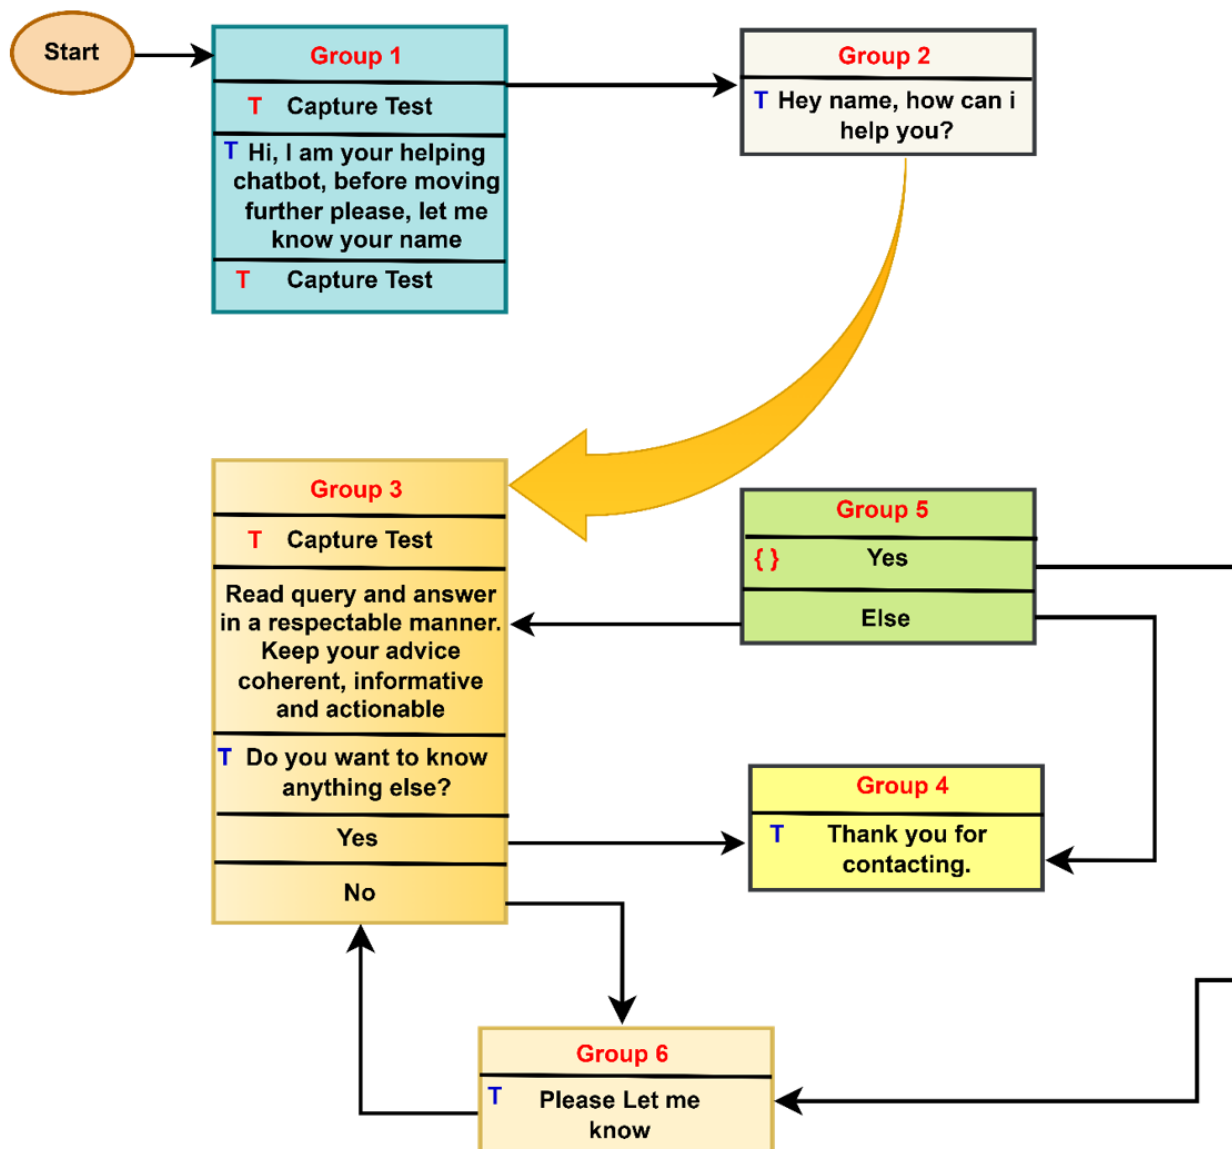 Start
Group 1
T Capture Test
T Hi, I am your helping
chatbot, before moving
further please, let me
know your name
T Capture Test
Group 2
T Hey name, how can i
help you?
Group 3
T Capture Test
Read query and answer
in a respectable manner.
Keep your advice
coherent, informative
and actionable
T Do you want to know
anything else?
Yes
No
Group 5
{ } Yes
Else
Group 4
T Thank you for
contacting.
Group 6
T Please Let me
know